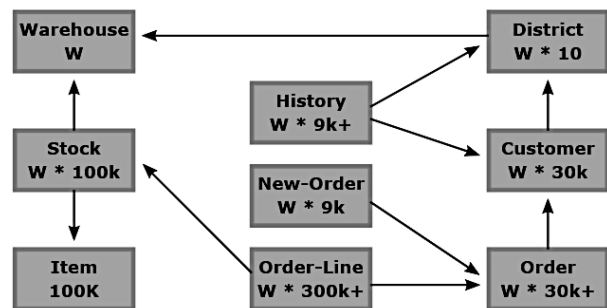 Warehouse
W
District
W * 10
History
W * 9k+
Stock
W * 100k
Customer
W * 30k
New-Order
W * 9k
Item
100K
Order-Line
W * 300k+
Order
W * 30k+